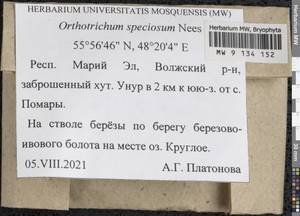 HERBARIUM UNIVERSITATIS MOSQUENSIS (MW)
Orthotrichum speciosum Nees
55°56'46" N, 48°20'4" E
Herbarium (MW), Bryophyta
MW 9 134 152
Респ. Марий Эл, Волжский р-н,
заброшенный хут. Унур в 2 км к юю-з. от с.
Помары.
На стволе берёзы по берегу березово-
ивового болота на месте оз. Круглое.
05.VIII.2021 А.Г. Платонова